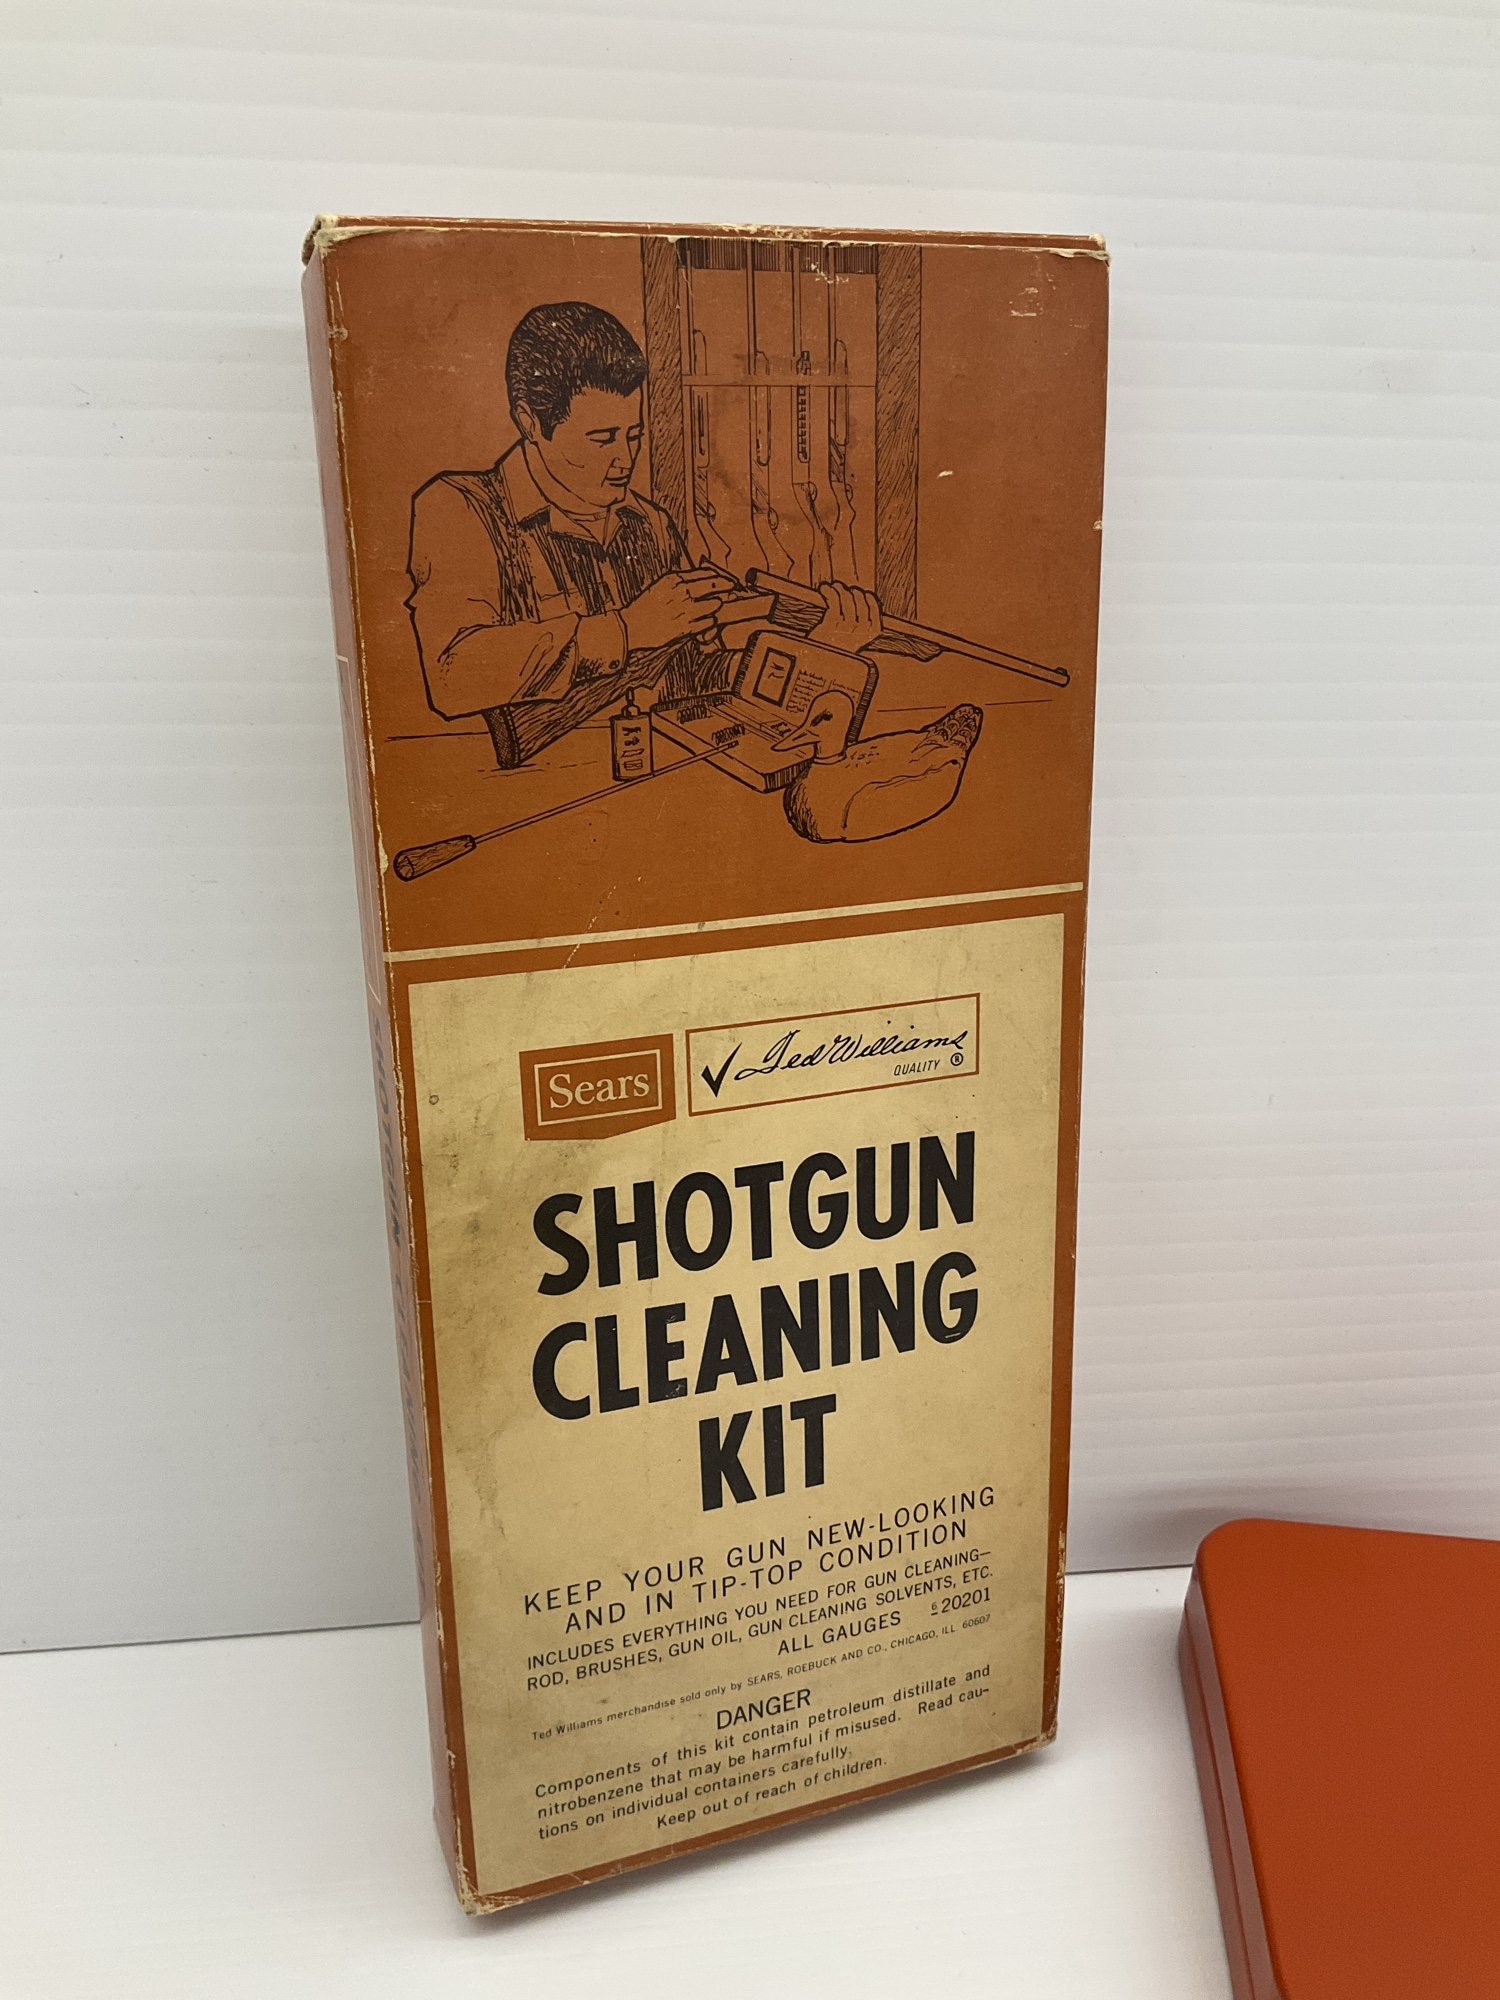 Sears
Ted Williams
QUALITY ®
SHOTGUN
CLEANING
KIT
KEEP YOUR GUN NEW-LOOKING
AND IN TIP-TOP CONDITION
INCLUDES EVERYTHING YOU NEED FOR GUN CLEANING—
ROD, BRUSHES, GUN OIL, GUN CLEANING SOLVENTS, ETC.
ALL GAUGES 6 20201
Ted Williams merchandise sold only by SEARS, ROEBUCK AND CO., CHICAGO, ILL 60607
DANGER
Components of this kit contain petroleum distillate and
nitrobenzene that may be harmful if misused. Read cau-
tions on individual containers carefully.
Keep out of reach of children.
SHOTGUN CLEANING KIT